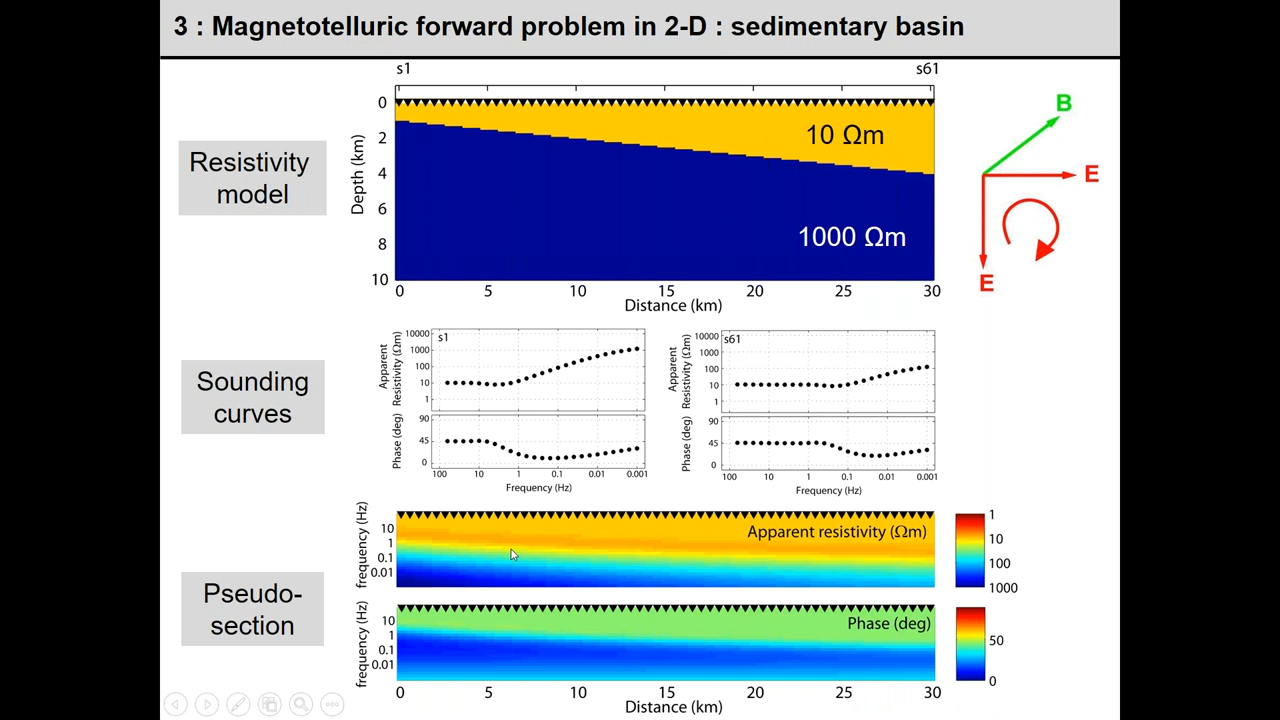 3 : Magnetotelluric forward problem in 2-D : sedimentary basin
s1
s61
Resistivity
model
Depth (km)
0
2
4
6
8
10
10 Ωm
1000 Ωm
0 5 10 15 20 25 30
Distance (km)
B
E
E
Sounding
curves
Apparent
Resistivity (Ωm)
10000
1000
100
10
1
s1
Phase (deg)
90
45
0
100 10 1 0.1 0.01 0.001
Frequency (Hz)
Apparent
Resistivity (Ωm)
10000
1000
100
10
1
s61
Phase (deg)
90
45
0
100 10 1 0.1 0.01 0.001
Frequency (Hz)
Pseudo-
section
frequency (Hz)
10
1
0.1
0.01
Apparent resistivity (Ωm)
1
10
100
1000
frequency (Hz)
10
1
0.1
0.01
Phase (deg)
50
0
0 5 10 15 20 25 30
Distance (km)